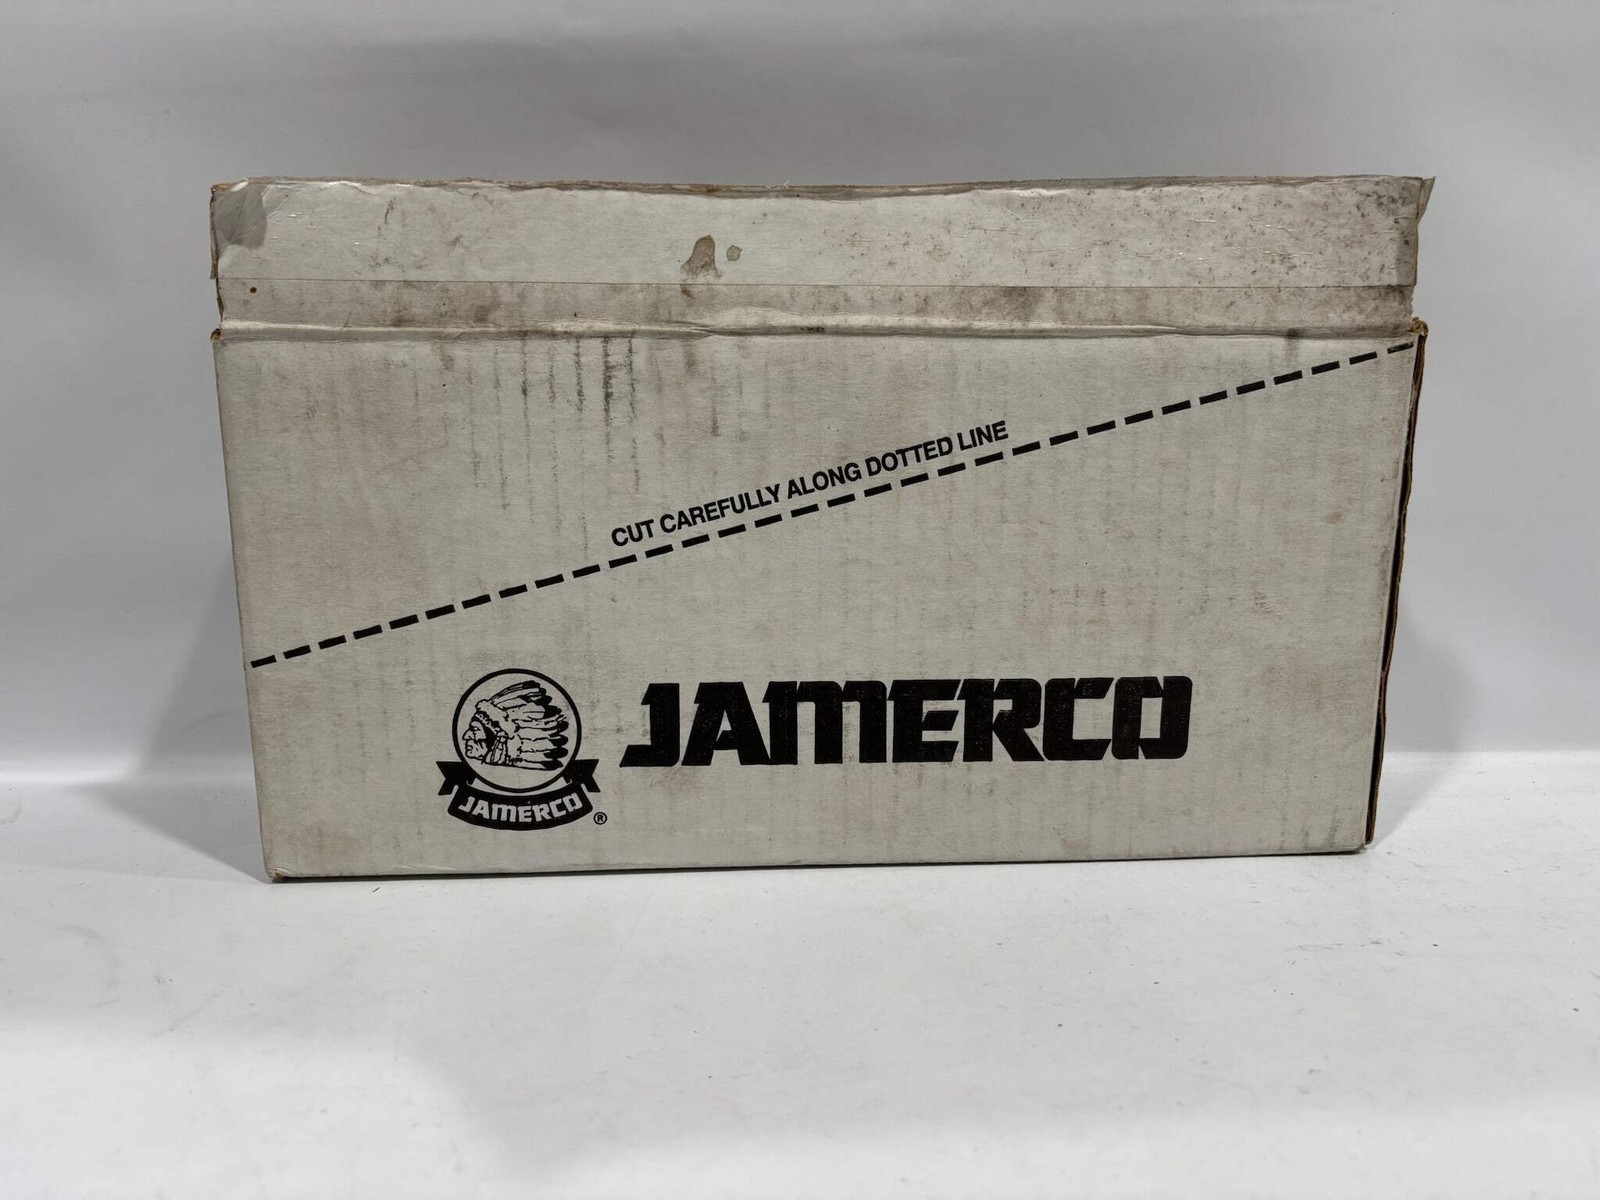 CUT CAREFULLY ALONG DOTTED LINE
JAMERCO
JAMERCO ®